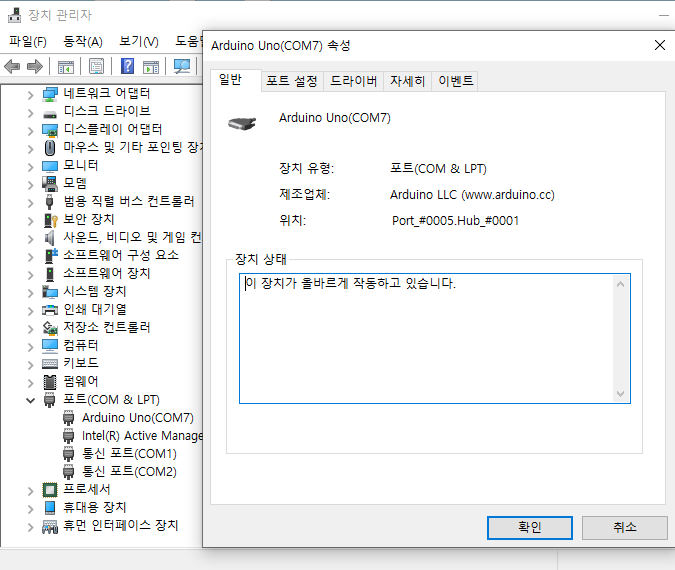 장치 관리자
파일(F) 동작(A) 보기(V) 도움말
네트워크 어댑터
디스크 드라이브
디스플레이 어댑터
마우스 및 기타 포인팅 장치
모니터
모뎀
범용 직렬 버스 컨트롤러
보안 장치
사운드, 비디오 및 게임 컨
소프트웨어 구성 요소
소프트웨어 장치
시스템 장치
인쇄 대기열
저장소 컨트롤러
컴퓨터
키보드
펌웨어
포트(COM & LPT)
Arduino Uno(COM7)
Intel(R) Active Manage
통신 포트(COM1)
통신 포트(COM2)
프로세서
휴대용 장치
휴먼 인터페이스 장치
Arduino Uno(COM7) 속성
일반 포트 설정 드라이버 자세히 이벤트
Arduino Uno(COM7)
장치 유형: 포트(COM & LPT)
제조업체: Arduino LLC (www.arduino.cc)
위치: Port_#0005.Hub_#0001
장치 상태
이 장치가 올바르게 작동하고 있습니다.
확인 취소